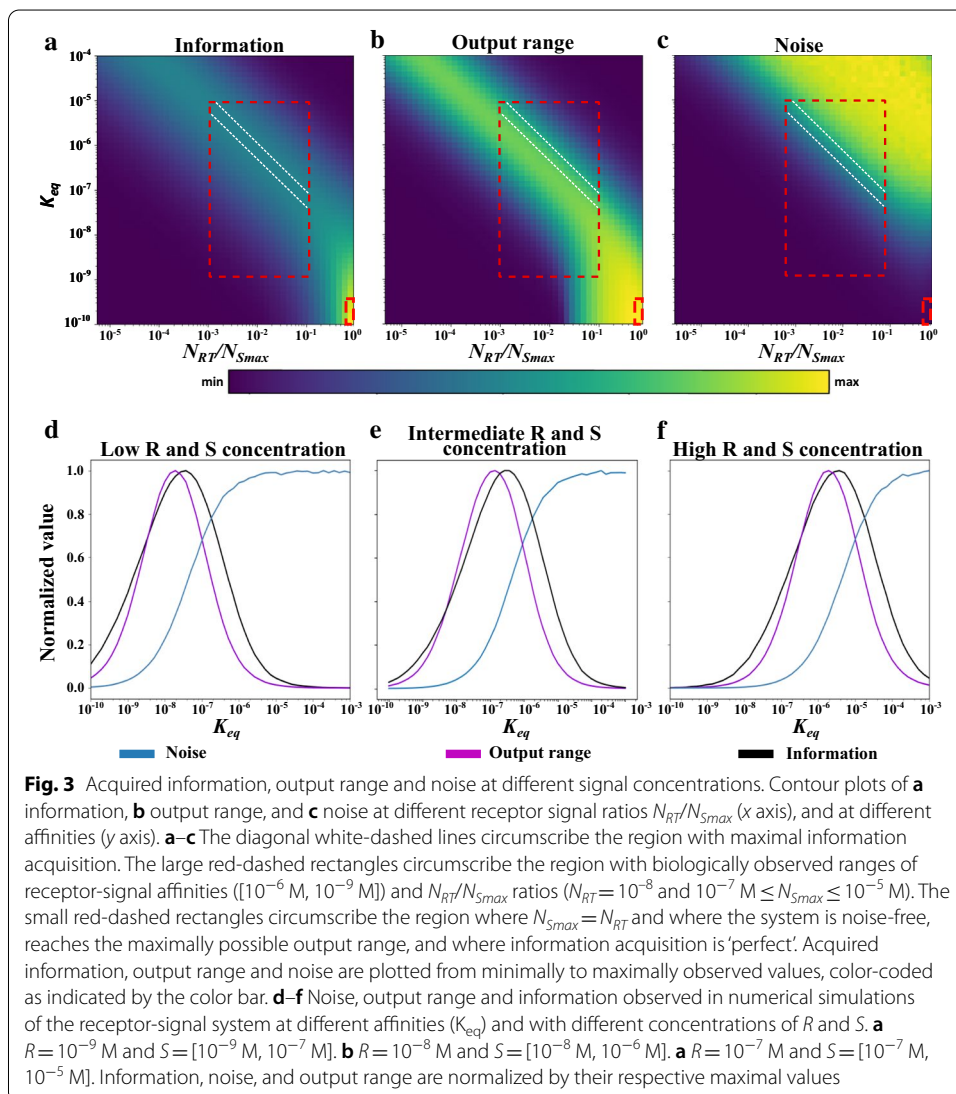 a
Information
b
Output range
c
Noise
K_eq
10⁻⁴
10⁻⁵
10⁻⁶
10⁻⁷
10⁻⁸
10⁻⁹
10⁻¹⁰
10⁻⁵ 10⁻⁴ 10⁻³ 10⁻² 10⁻¹ 10⁰
N_RT/N_Smax
10⁻⁵ 10⁻⁴ 10⁻³ 10⁻² 10⁻¹ 10⁰
N_RT/N_Smax
10⁻⁵ 10⁻⁴ 10⁻³ 10⁻² 10⁻¹ 10⁰
N_RT/N_Smax
min
max
d
Low R and S concentration
e
Intermediate R and S
concentration
f
High R and S concentration
Normalized value
1.0
0.8
0.6
0.4
0.2
0.0
10⁻¹⁰ 10⁻⁹ 10⁻⁸ 10⁻⁷ 10⁻⁶ 10⁻⁵ 10⁻⁴ 10⁻³
K_eq
10⁻¹⁰ 10⁻⁹ 10⁻⁸ 10⁻⁷ 10⁻⁶ 10⁻⁵ 10⁻⁴ 10⁻³
K_eq
10⁻¹⁰ 10⁻⁹ 10⁻⁸ 10⁻⁷ 10⁻⁶ 10⁻⁵ 10⁻⁴ 10⁻³
K_eq
Noise
Output range
Information
Fig. 3 Acquired information, output range and noise at different signal concentrations. Contour plots of a
information, b output range, and c noise at different receptor signal ratios N_RT/N_Smax (x axis), and at different
affinities (y axis). a–c The diagonal white-dashed lines circumscribe the region with maximal information
acquisition. The large red-dashed rectangles circumscribe the region with biologically observed ranges of
receptor-signal affinities ([10⁻⁶ M, 10⁻⁹ M]) and N_RT/N_Smax ratios (N_RT = 10⁻⁸ and 10⁻⁷ M ≤ N_Smax ≤ 10⁻⁵ M). The
small red-dashed rectangles circumscribe the region where N_Smax = N_RT and where the system is noise-free,
reaches the maximally possible output range, and where information acquisition is ‘perfect’. Acquired
information, output range and noise are plotted from minimally to maximally observed values, color-coded
as indicated by the color bar. d–f Noise, output range and information observed in numerical simulations
of the receptor-signal system at different affinities (K_eq) and with different concentrations of R and S. a
R = 10⁻⁹ M and S = [10⁻⁹ M, 10⁻⁷ M]. b R = 10⁻⁸ M and S = [10⁻⁸ M, 10⁻⁶ M]. a R = 10⁻⁷ M and S = [10⁻⁷ M,
10⁻⁵ M]. Information, noise, and output range are normalized by their respective maximal values